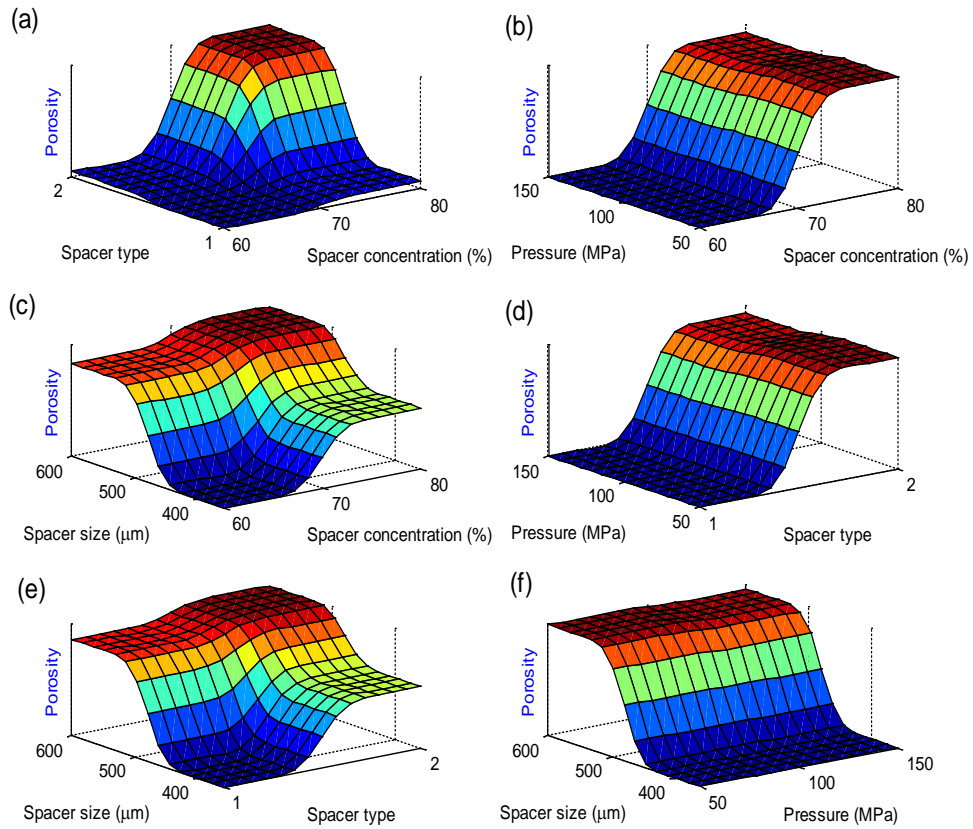 (a)
Porosity
2
1
60
70
80
Spacer type
Spacer concentration (%)
(b)
Porosity
150
100
50
60
70
80
Pressure (MPa)
Spacer concentration (%)
(c)
Porosity
600
500
400
60
70
80
Spacer size (μm)
Spacer concentration (%)
(d)
Porosity
150
100
50
1
2
Pressure (MPa)
Spacer type
(e)
Porosity
600
500
400
1
2
Spacer size (μm)
Spacer type
(f)
Porosity
600
500
400
50
100
150
Spacer size (μm)
Pressure (MPa)